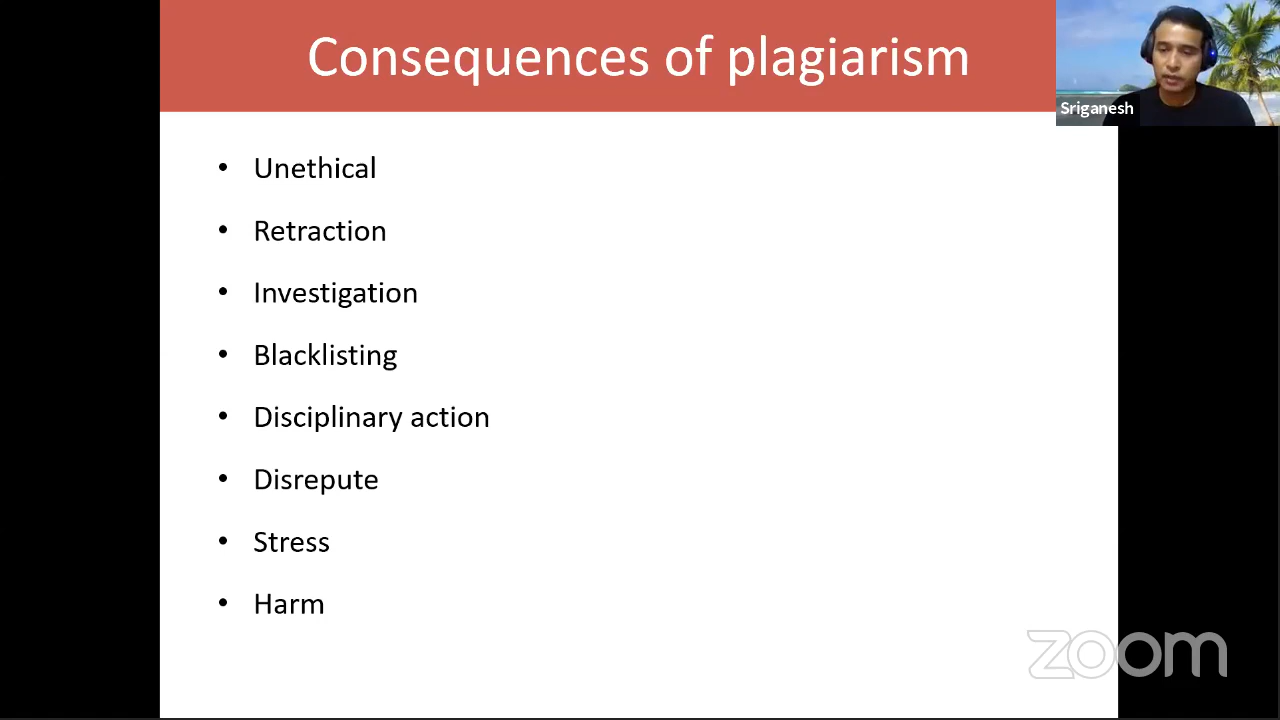 Consequences of plagiarism
Sriganesh
• Unethical
• Retraction
• Investigation
• Blacklisting
• Disciplinary action
• Disrepute
• Stress
• Harm
zoom